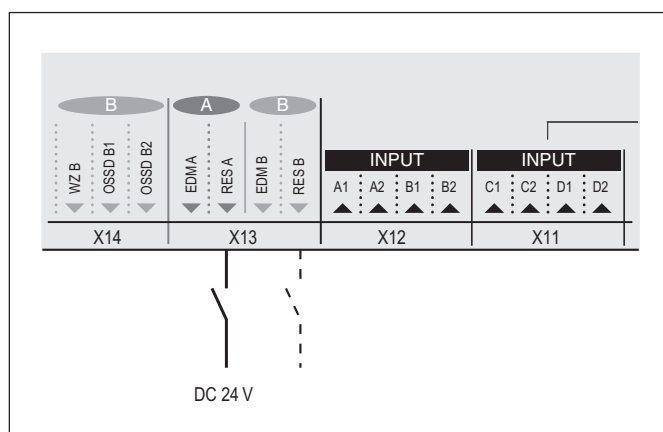 B A B
WZ B OSSD B1 OSSD B2 EDM A RES A EDM B RES B
INPUT INPUT
A1 A2 B1 B2 C1 C2 D1 D2
X14 X13 X12 X11
DC 24 V